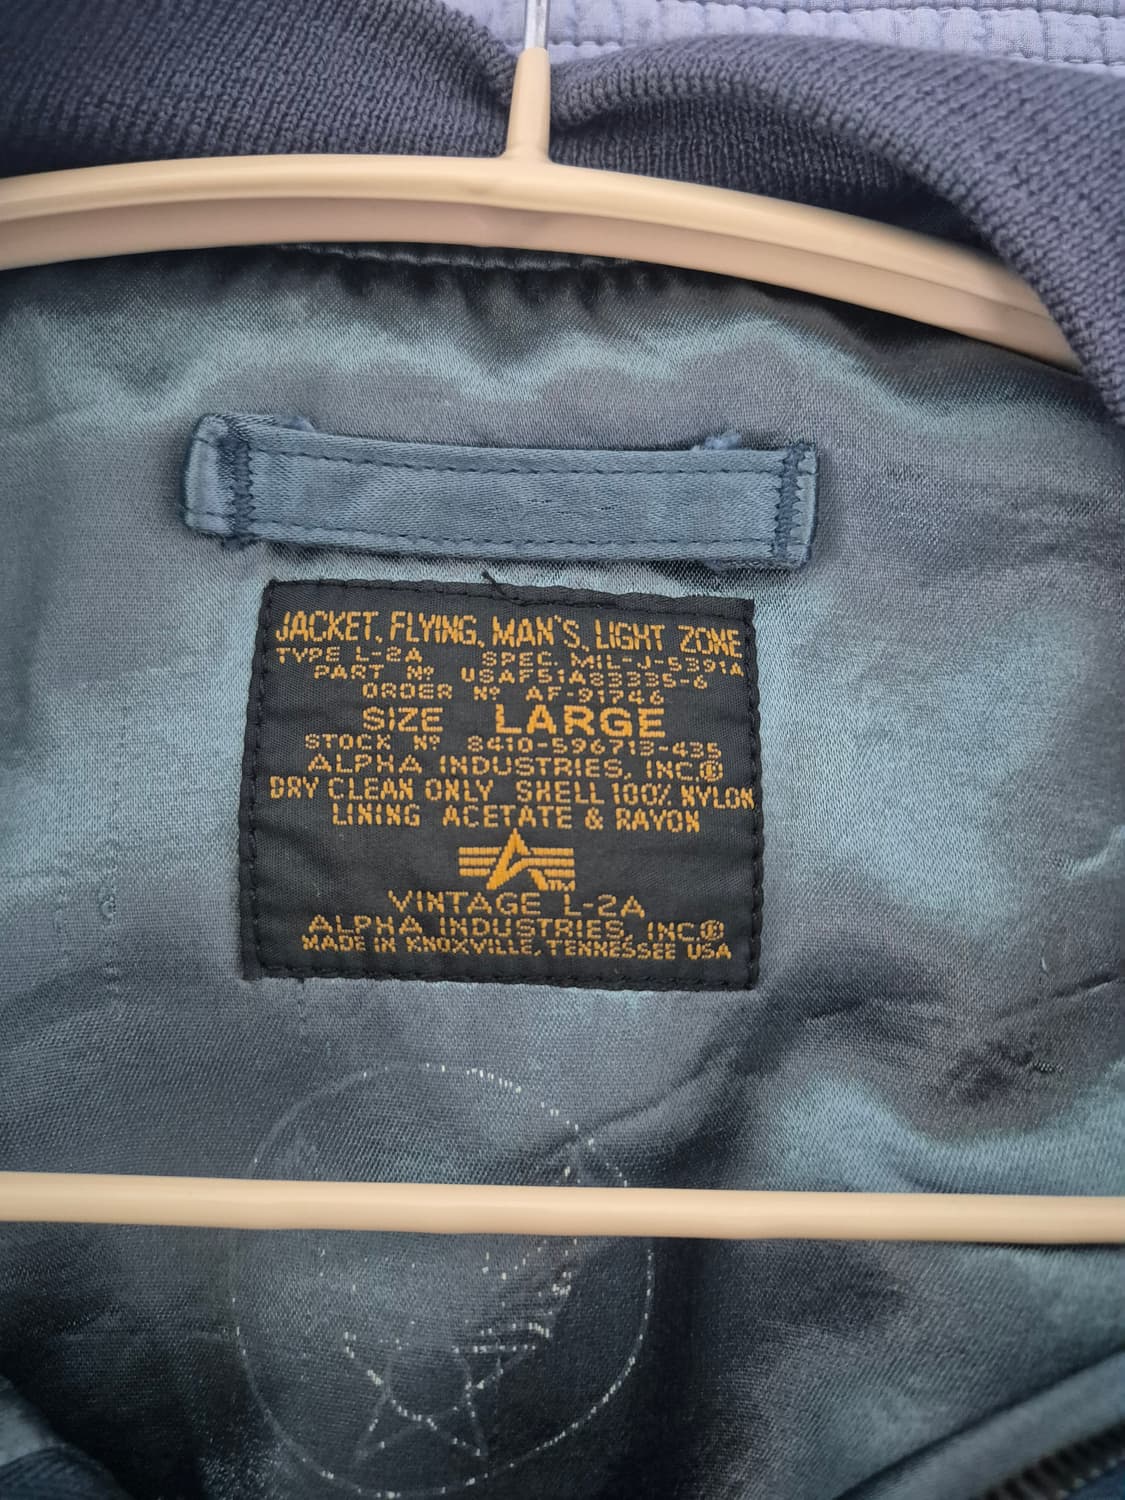 JACKET, FLYING, MAN'S, LIGHT ZONE
TYPE L-2A SPEC. MIL-J-5391A
PART Nº USAF51A83335-6
ORDER Nº AF-91746
SIZE LARGE
STOCK Nº 8410-596713-435
ALPHA INDUSTRIES, INC.®
DRY CLEAN ONLY SHELL 100% NYLON
LINING ACETATE & RAYON
TM
VINTAGE L-2A
ALPHA INDUSTRIES, INC.®
MADE IN KNOXVILLE, TENNESSEE USA